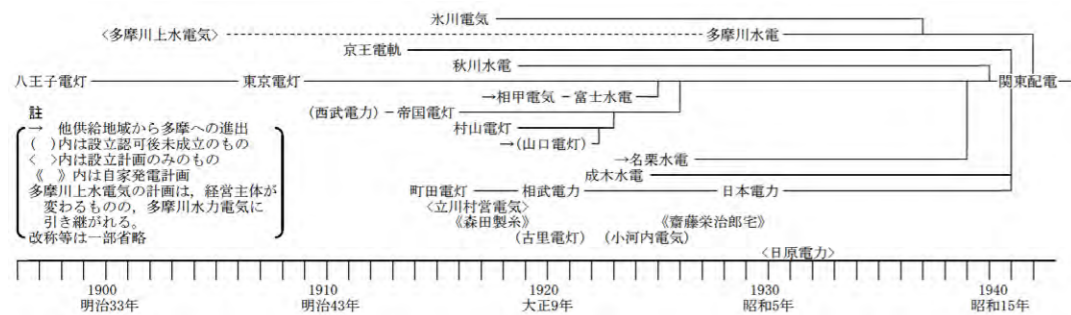 氷川電気
〈多摩川上水電気〉 多摩川水電
京王電軌
秋川水電
八王子電灯 東京電灯 関東配電
→相甲電気－富士水電
註 (西武電力)－帝国電灯
→ 他供給地域から多摩への進出 村山電灯
( )内は設立認可後未成立のもの →(山口電灯)
〈 〉内は設立計画のみのもの →名栗水電
《 》内は自家発電計画 成木水電
多摩川上水電気の計画は，経営主体が 町田電灯 相武電力 日本電力
変わるものの，多摩川水力電気に 〈立川村営電気〉
引き継がれる。 《森田製糸》 《齋藤栄治郎宅》
改称等は一部省略 (古里電灯) (小河内電気)
〈日原電力〉
1900 1910 1920 1930 1940
明治33年 明治43年 大正9年 昭和5年 昭和15年